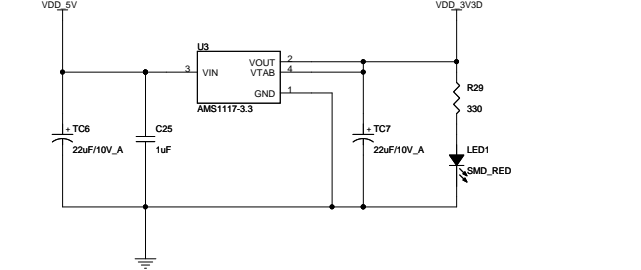 VDD_5V
VDD_3V3D
U3
3
VIN
VOUT
2
VTAB
4
GND
1
AMS1117-3.3
R29
330
+ TC6
22uF/10V_A
C25
1uF
+ TC7
22uF/10V_A
LED1
SMD_RED